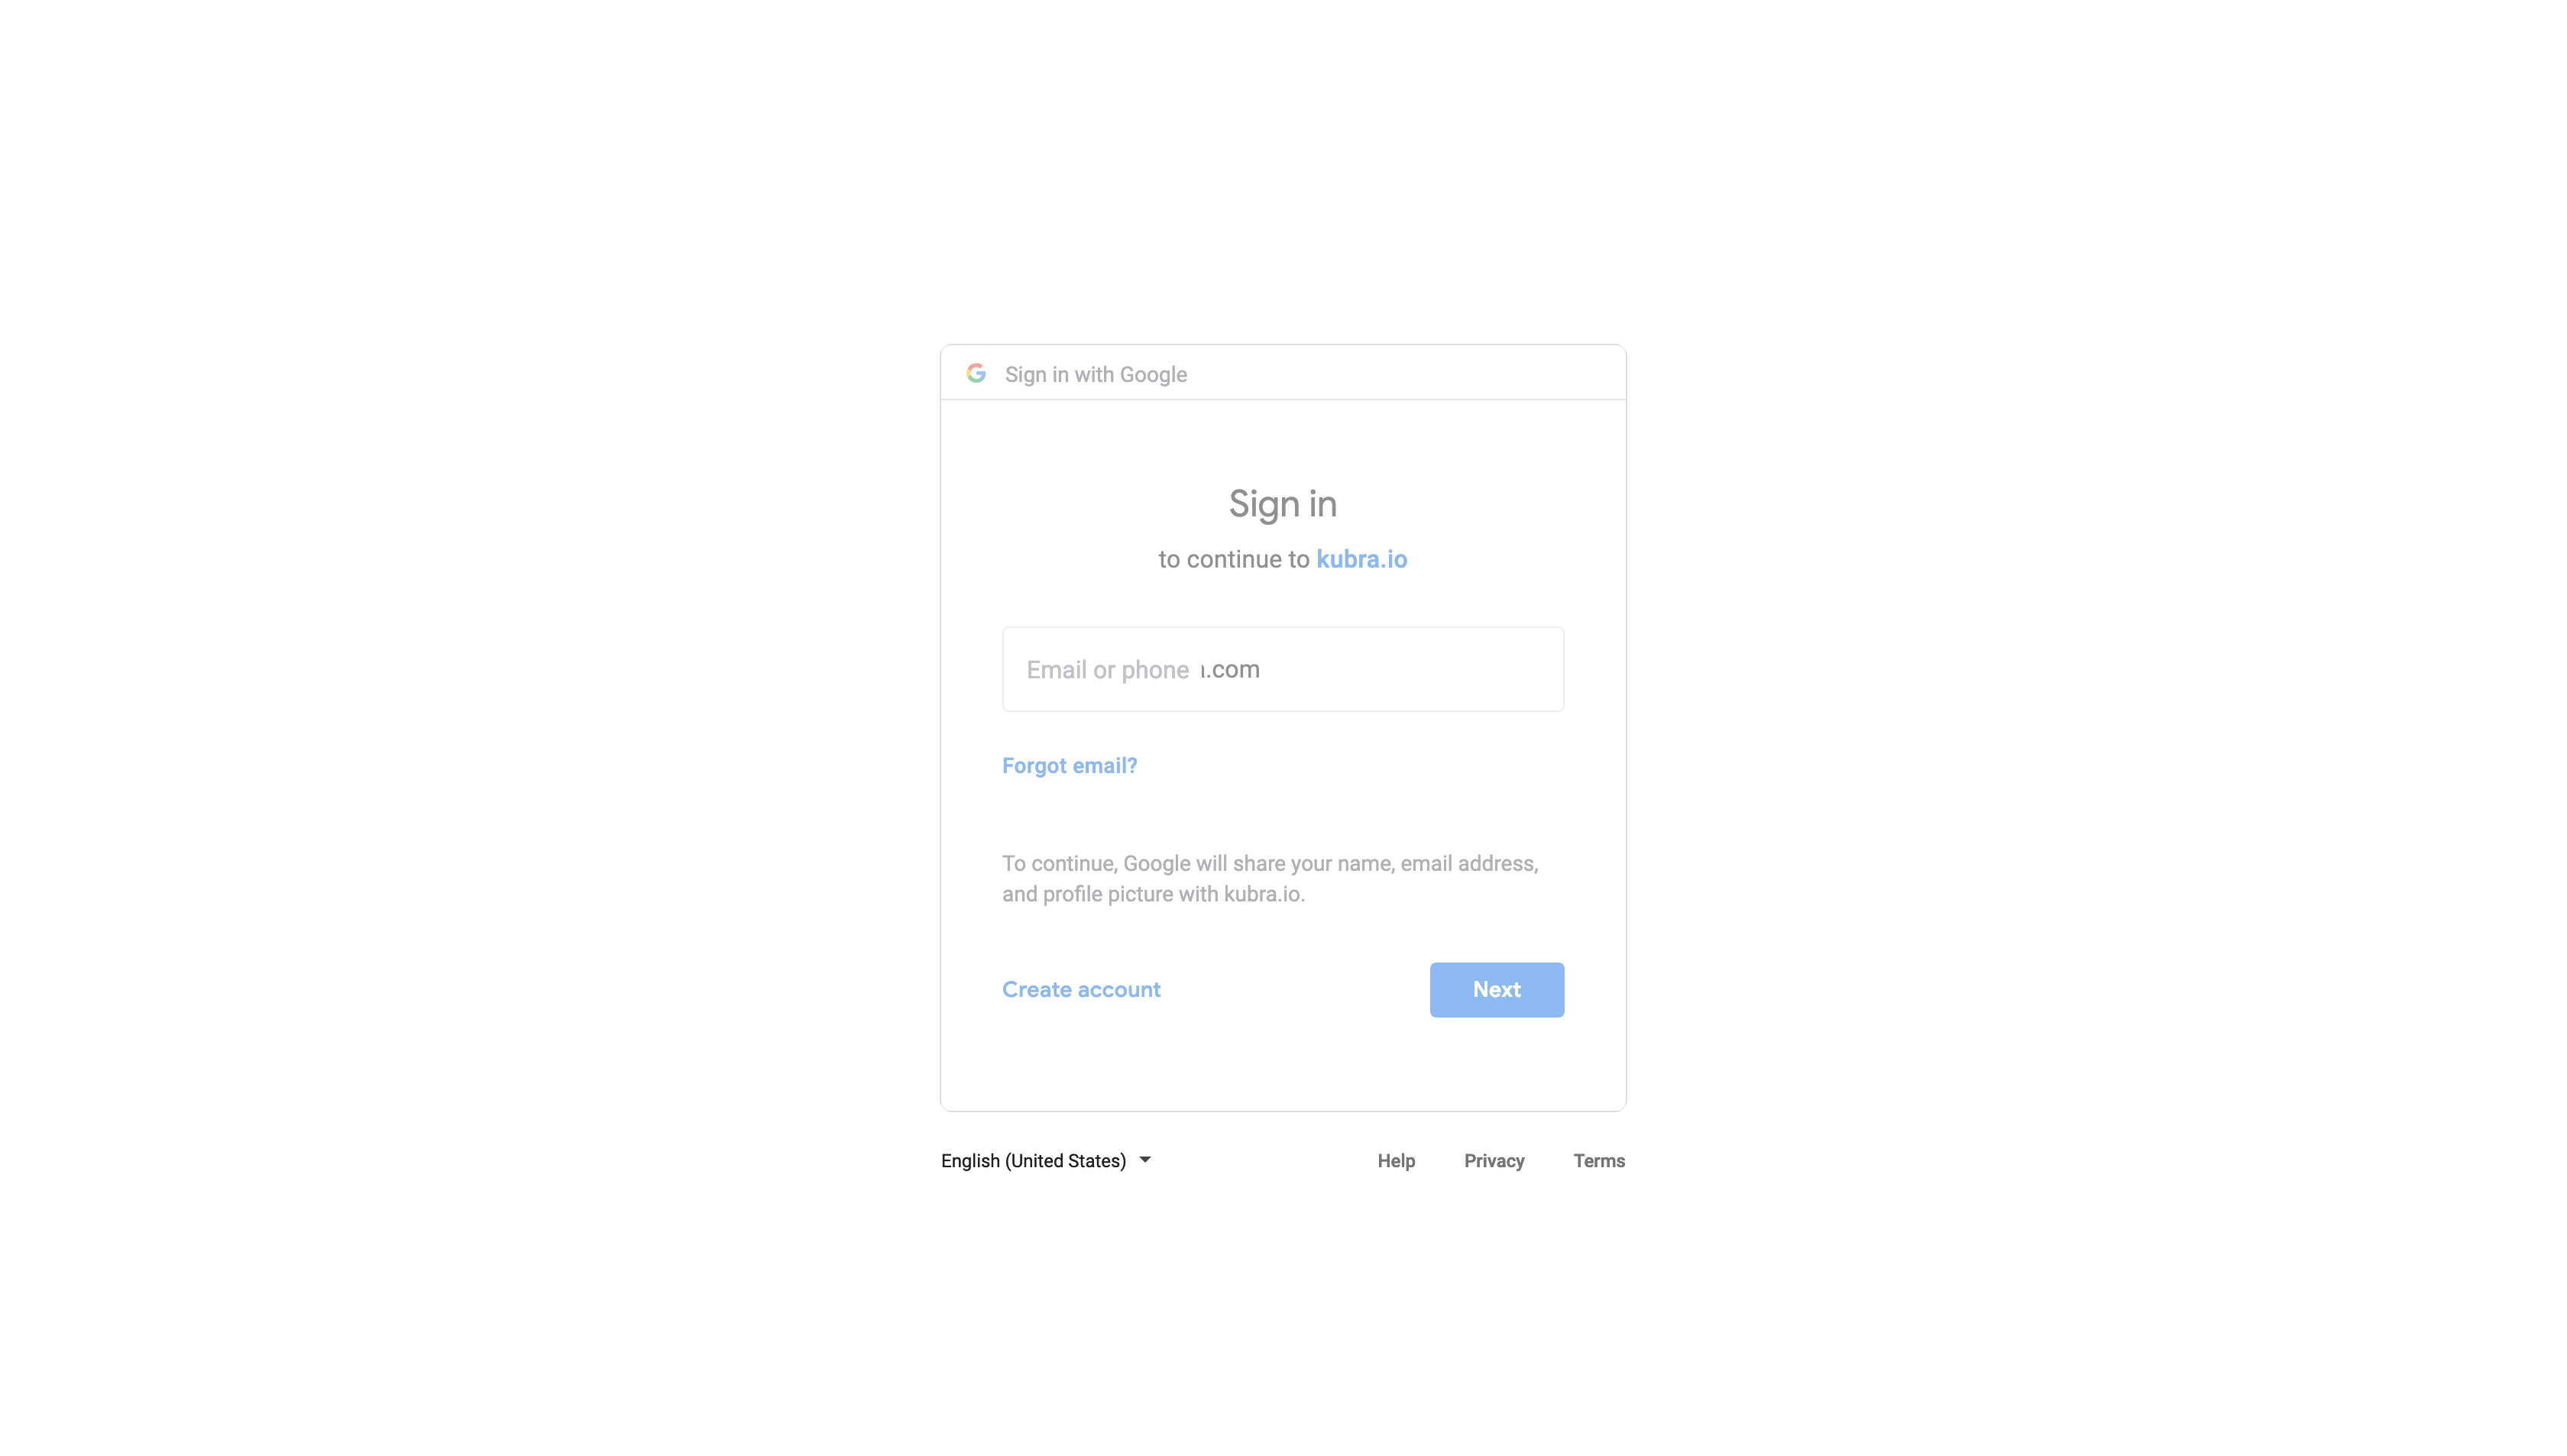 Sign in with Google
Sign in
to continue to kubra.io
Email or phone .com
Forgot email?
To continue, Google will share your name, email address,
and profile picture with kubra.io.
Create account
Next
English (United States)
Help
Privacy
Terms